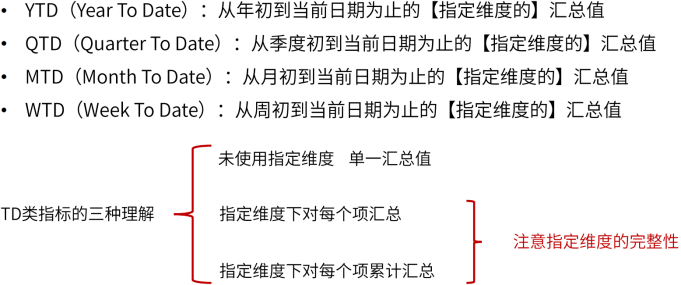 • YTD（Year To Date）：从年初到当前日期为止的【指定维度的】汇总值
• QTD（Quarter To Date）：从季度初到当前日期为止的【指定维度的】汇总值
• MTD（Month To Date）：从月初到当前日期为止的【指定维度的】汇总值
• WTD（Week To Date）：从周初到当前日期为止的【指定维度的】汇总值
未使用指定维度 单一汇总值
TD类指标的三种理解
指定维度下对每个项汇总
注意指定维度的完整性
指定维度下对每个项累计汇总